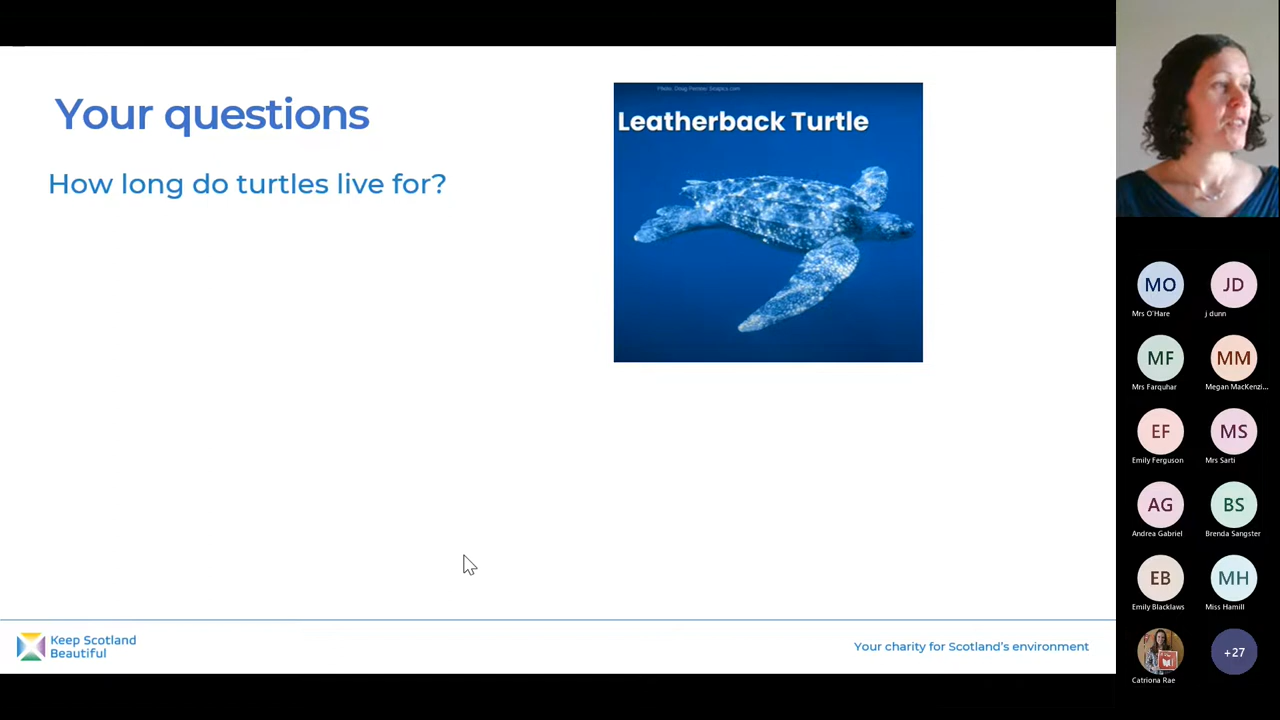 Your questions
How long do turtles live for?
Photo: Doug Perrine/ Seapics.com
Leatherback Turtle
Keep Scotland
Beautiful
Your charity for Scotland's environment
MO
JD
Mrs O'Hare
j dunn
MF
MM
Mrs Farquhar
Megan MacKenzi...
EF
MS
Emily Ferguson
Mrs Sarti
AG
BS
Andrea Gabriel
Brenda Sangster
EB
MH
Emily Blacklaws
Miss Hamill
+27
Catriona Rae